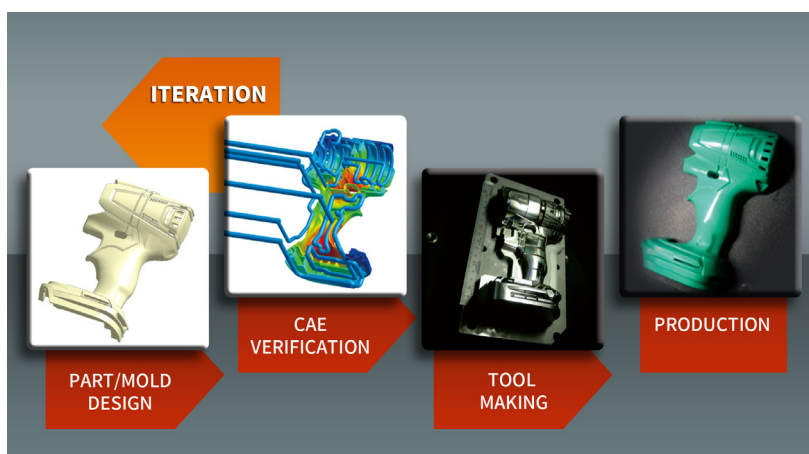 ITERATION
PART/MOLD
DESIGN
CAE
VERIFICATION
TOOL
MAKING
PRODUCTION